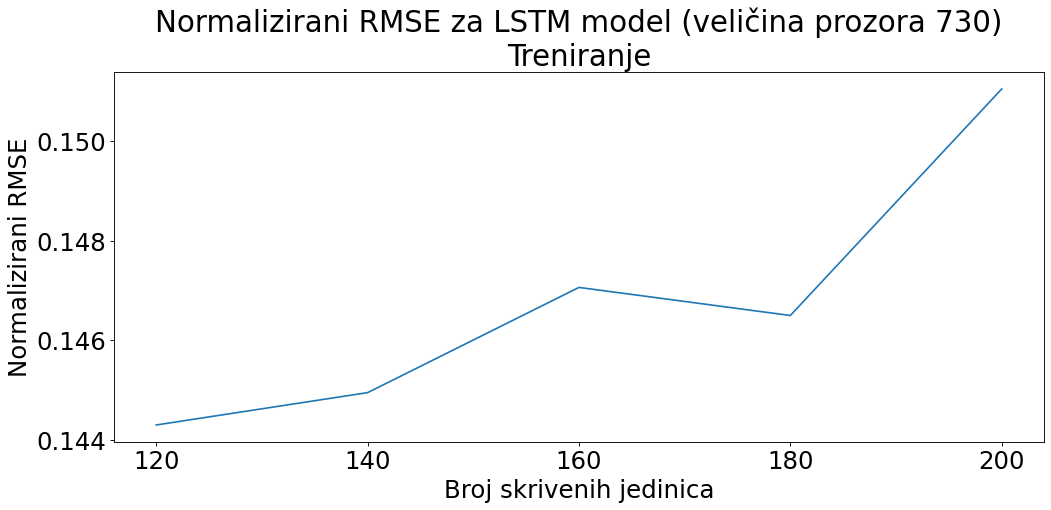 Normalizirani RMSE za LSTM model (veličina prozora 730)
Treniranje
Normalizirani RMSE
0.150
0.148
0.146
0.144
120 140 160 180 200
Broj skrivenih jedinica